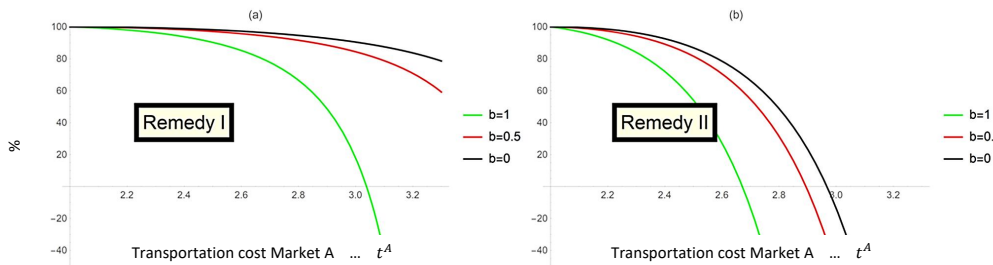 (a)
100
80
60
40
20
−20
−40
%
2.2 2.4 2.6 2.8 3.0 3.2
Remedy I
b=1
b=0.5
b=0
Transportation cost Market A ... t^A
(b)
100
80
60
40
20
−20
−40
2.2 2.4 2.6 2.8 3.0 3.2
Remedy II
b=1
b=0.
b=0
Transportation cost Market A ... t^A